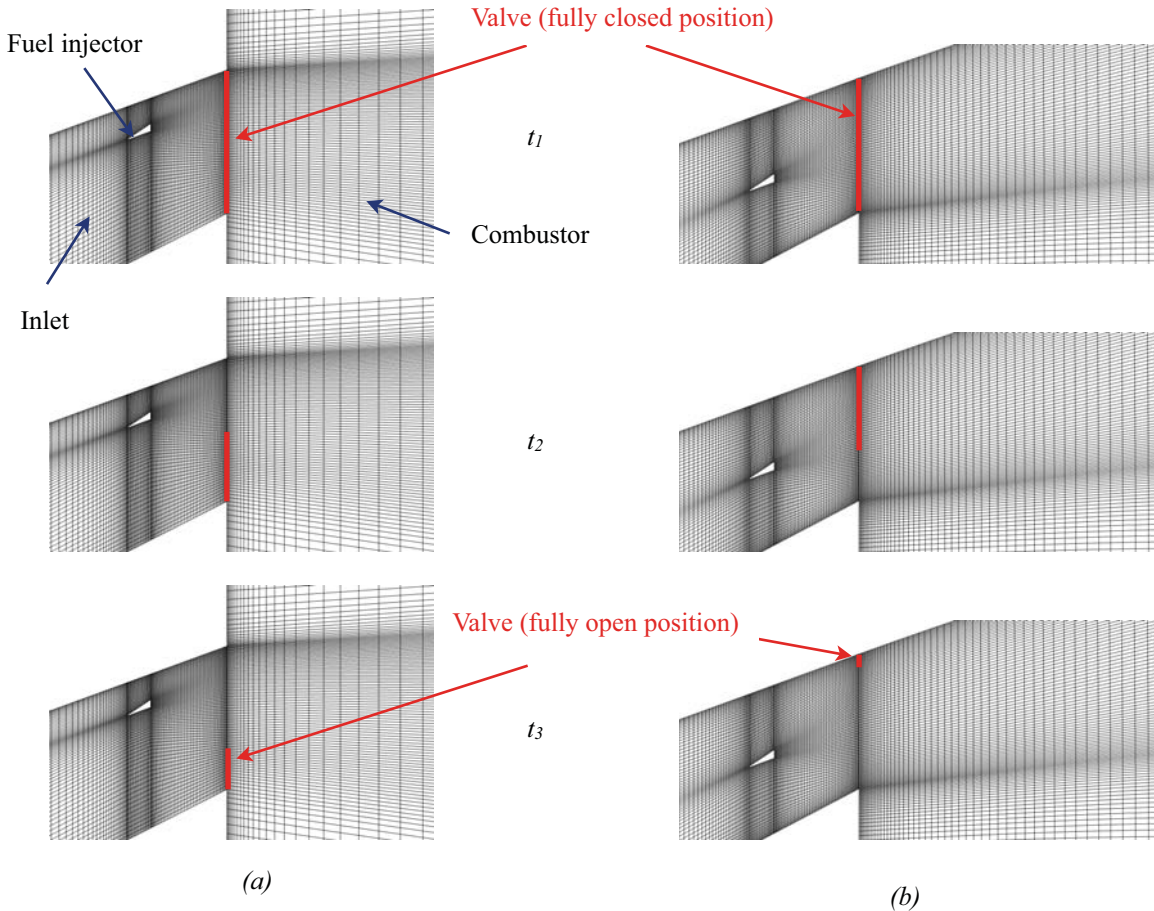 Valve (fully closed position)
Fuel injector
t1
Combustor
Inlet
t2
Valve (fully open position)
t3
(a)
(b)